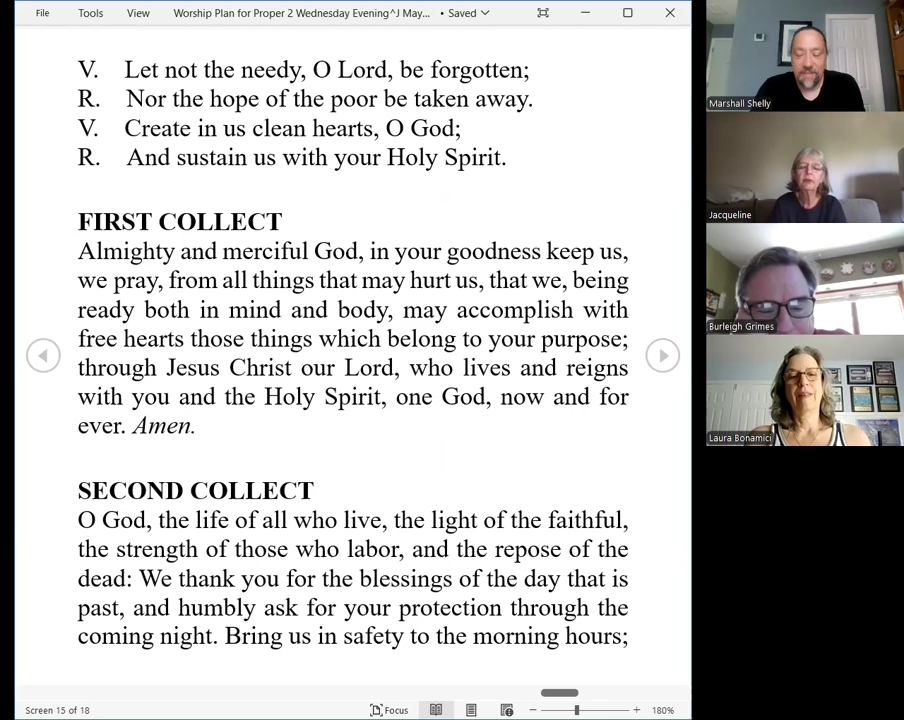 File Tools View Worship Plan for Proper 2 Wednesday Evening^J May... • Saved
V. Let not the needy, O Lord, be forgotten;
R. Nor the hope of the poor be taken away.
V. Create in us clean hearts, O God;
R. And sustain us with your Holy Spirit.
FIRST COLLECT
Almighty and merciful God, in your goodness keep us,
we pray, from all things that may hurt us, that we, being
ready both in mind and body, may accomplish with
free hearts those things which belong to your purpose;
through Jesus Christ our Lord, who lives and reigns
with you and the Holy Spirit, one God, now and for
ever. Amen.
SECOND COLLECT
O God, the life of all who live, the light of the faithful,
the strength of those who labor, and the repose of the
dead: We thank you for the blessings of the day that is
past, and humbly ask for your protection through the
coming night. Bring us in safety to the morning hours;
Screen 15 of 18 Focus 180%
Marshall Shelly
Jacqueline
Burleigh Grimes
Laura Bonamici